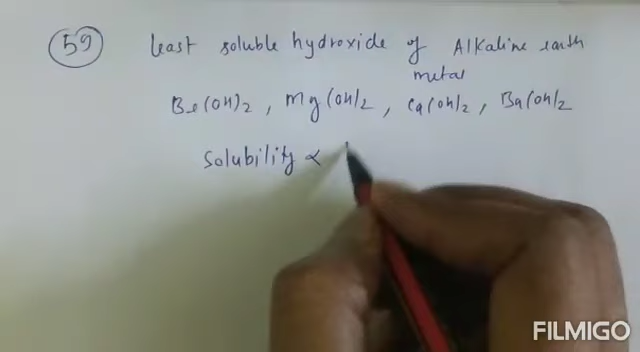 59 least soluble hydroxide of Alkaline earth
metal
Be(OH)2, Mg(OH)2, Ca(OH)2, Ba(OH)2
Solubility ∝
FILMIGO